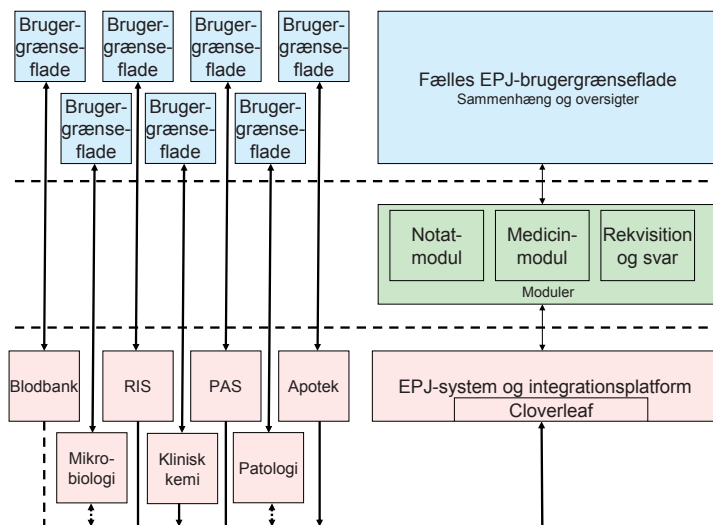 Bruger-
grænse-
flade
Bruger-
grænse-
flade
Bruger-
grænse-
flade
Bruger-
grænse-
flade
Bruger-
grænse-
flade
Bruger-
grænse-
flade
Bruger-
grænse-
flade
Fælles EPJ-brugergrænseflade
Sammenhæng og oversigter
Notat-
modul
Medicin-
modul
Rekvisition
og svar
Moduler
Blodbank
RIS
PAS
Apotek
Mikro-
biologi
Klinisk
kemi
Patologi
EPJ-system og integrationsplatform
Cloverleaf